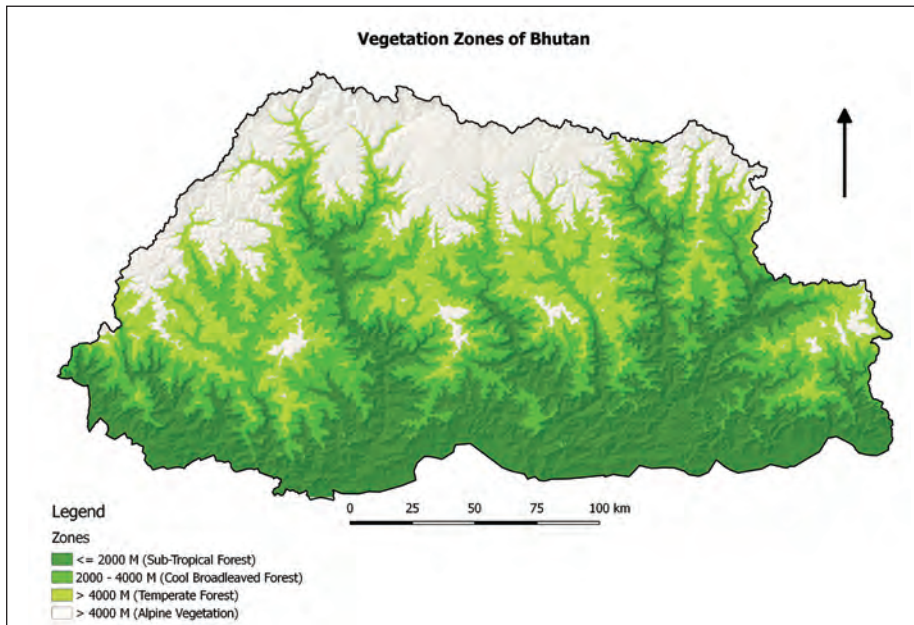 Vegetation Zones of Bhutan
0 25 50 75 100 km
Legend
Zones
<= 2000 M (Sub-Tropical Forest)
2000 - 4000 M (Cool Broadleaved Forest)
> 4000 M (Temperate Forest)
> 4000 M (Alpine Vegetation)